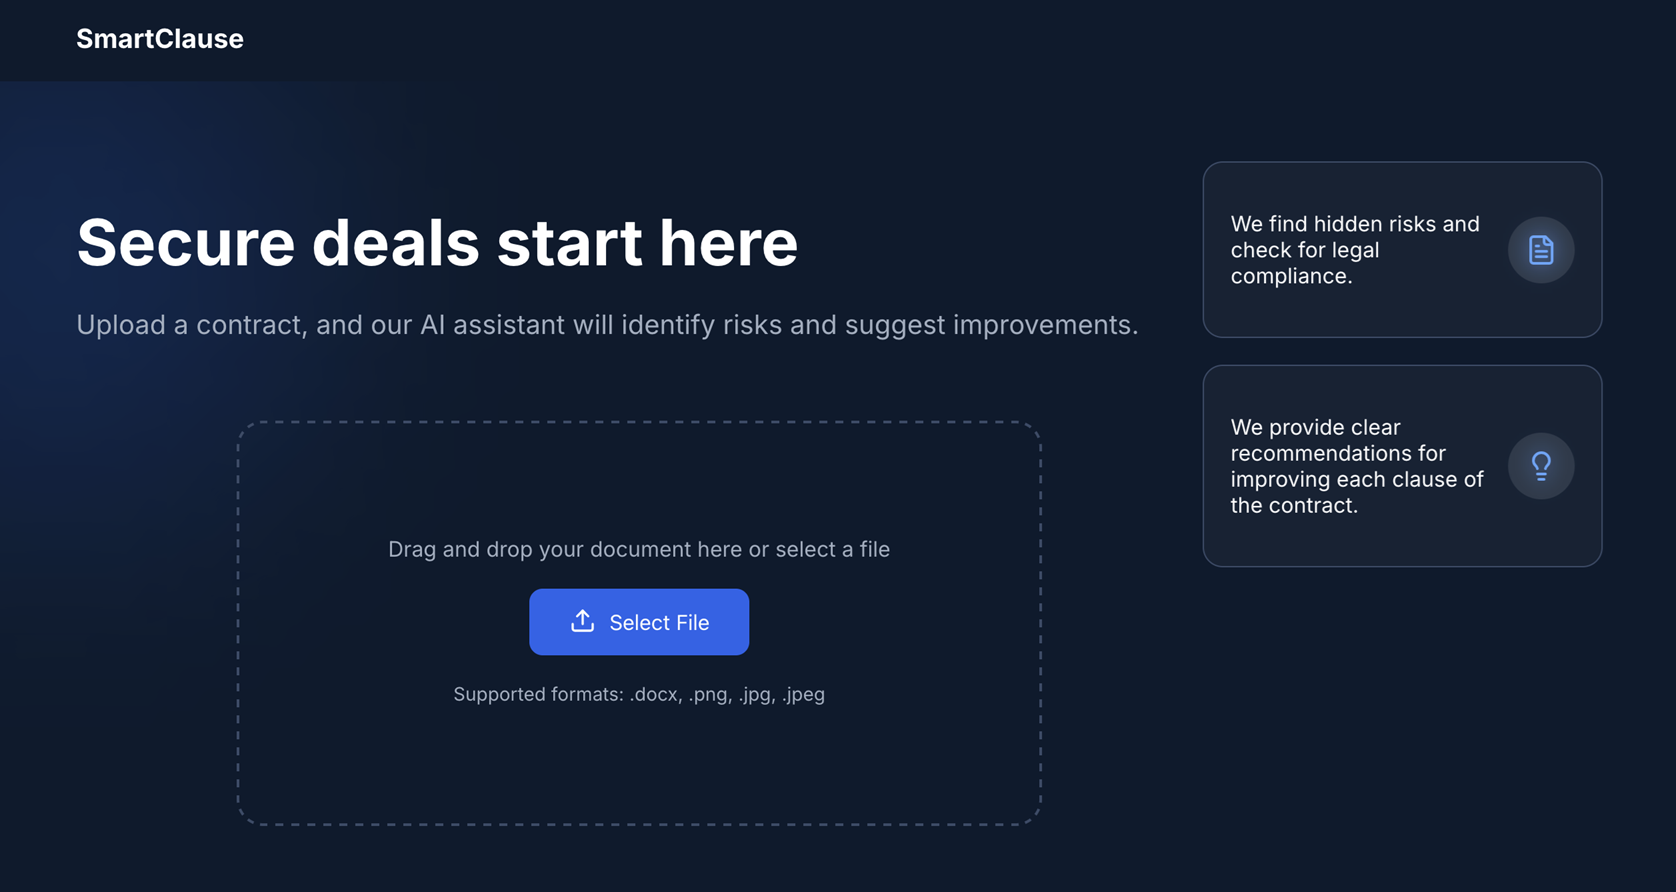 SmartClause
Secure deals start here
Upload a contract, and our AI assistant will identify risks and suggest improvements.
Drag and drop your document here or select a file
Select File
Supported formats: .docx, .png, .jpg, .jpeg
We find hidden risks and
check for legal
compliance.
We provide clear
recommendations for
improving each clause of
the contract.